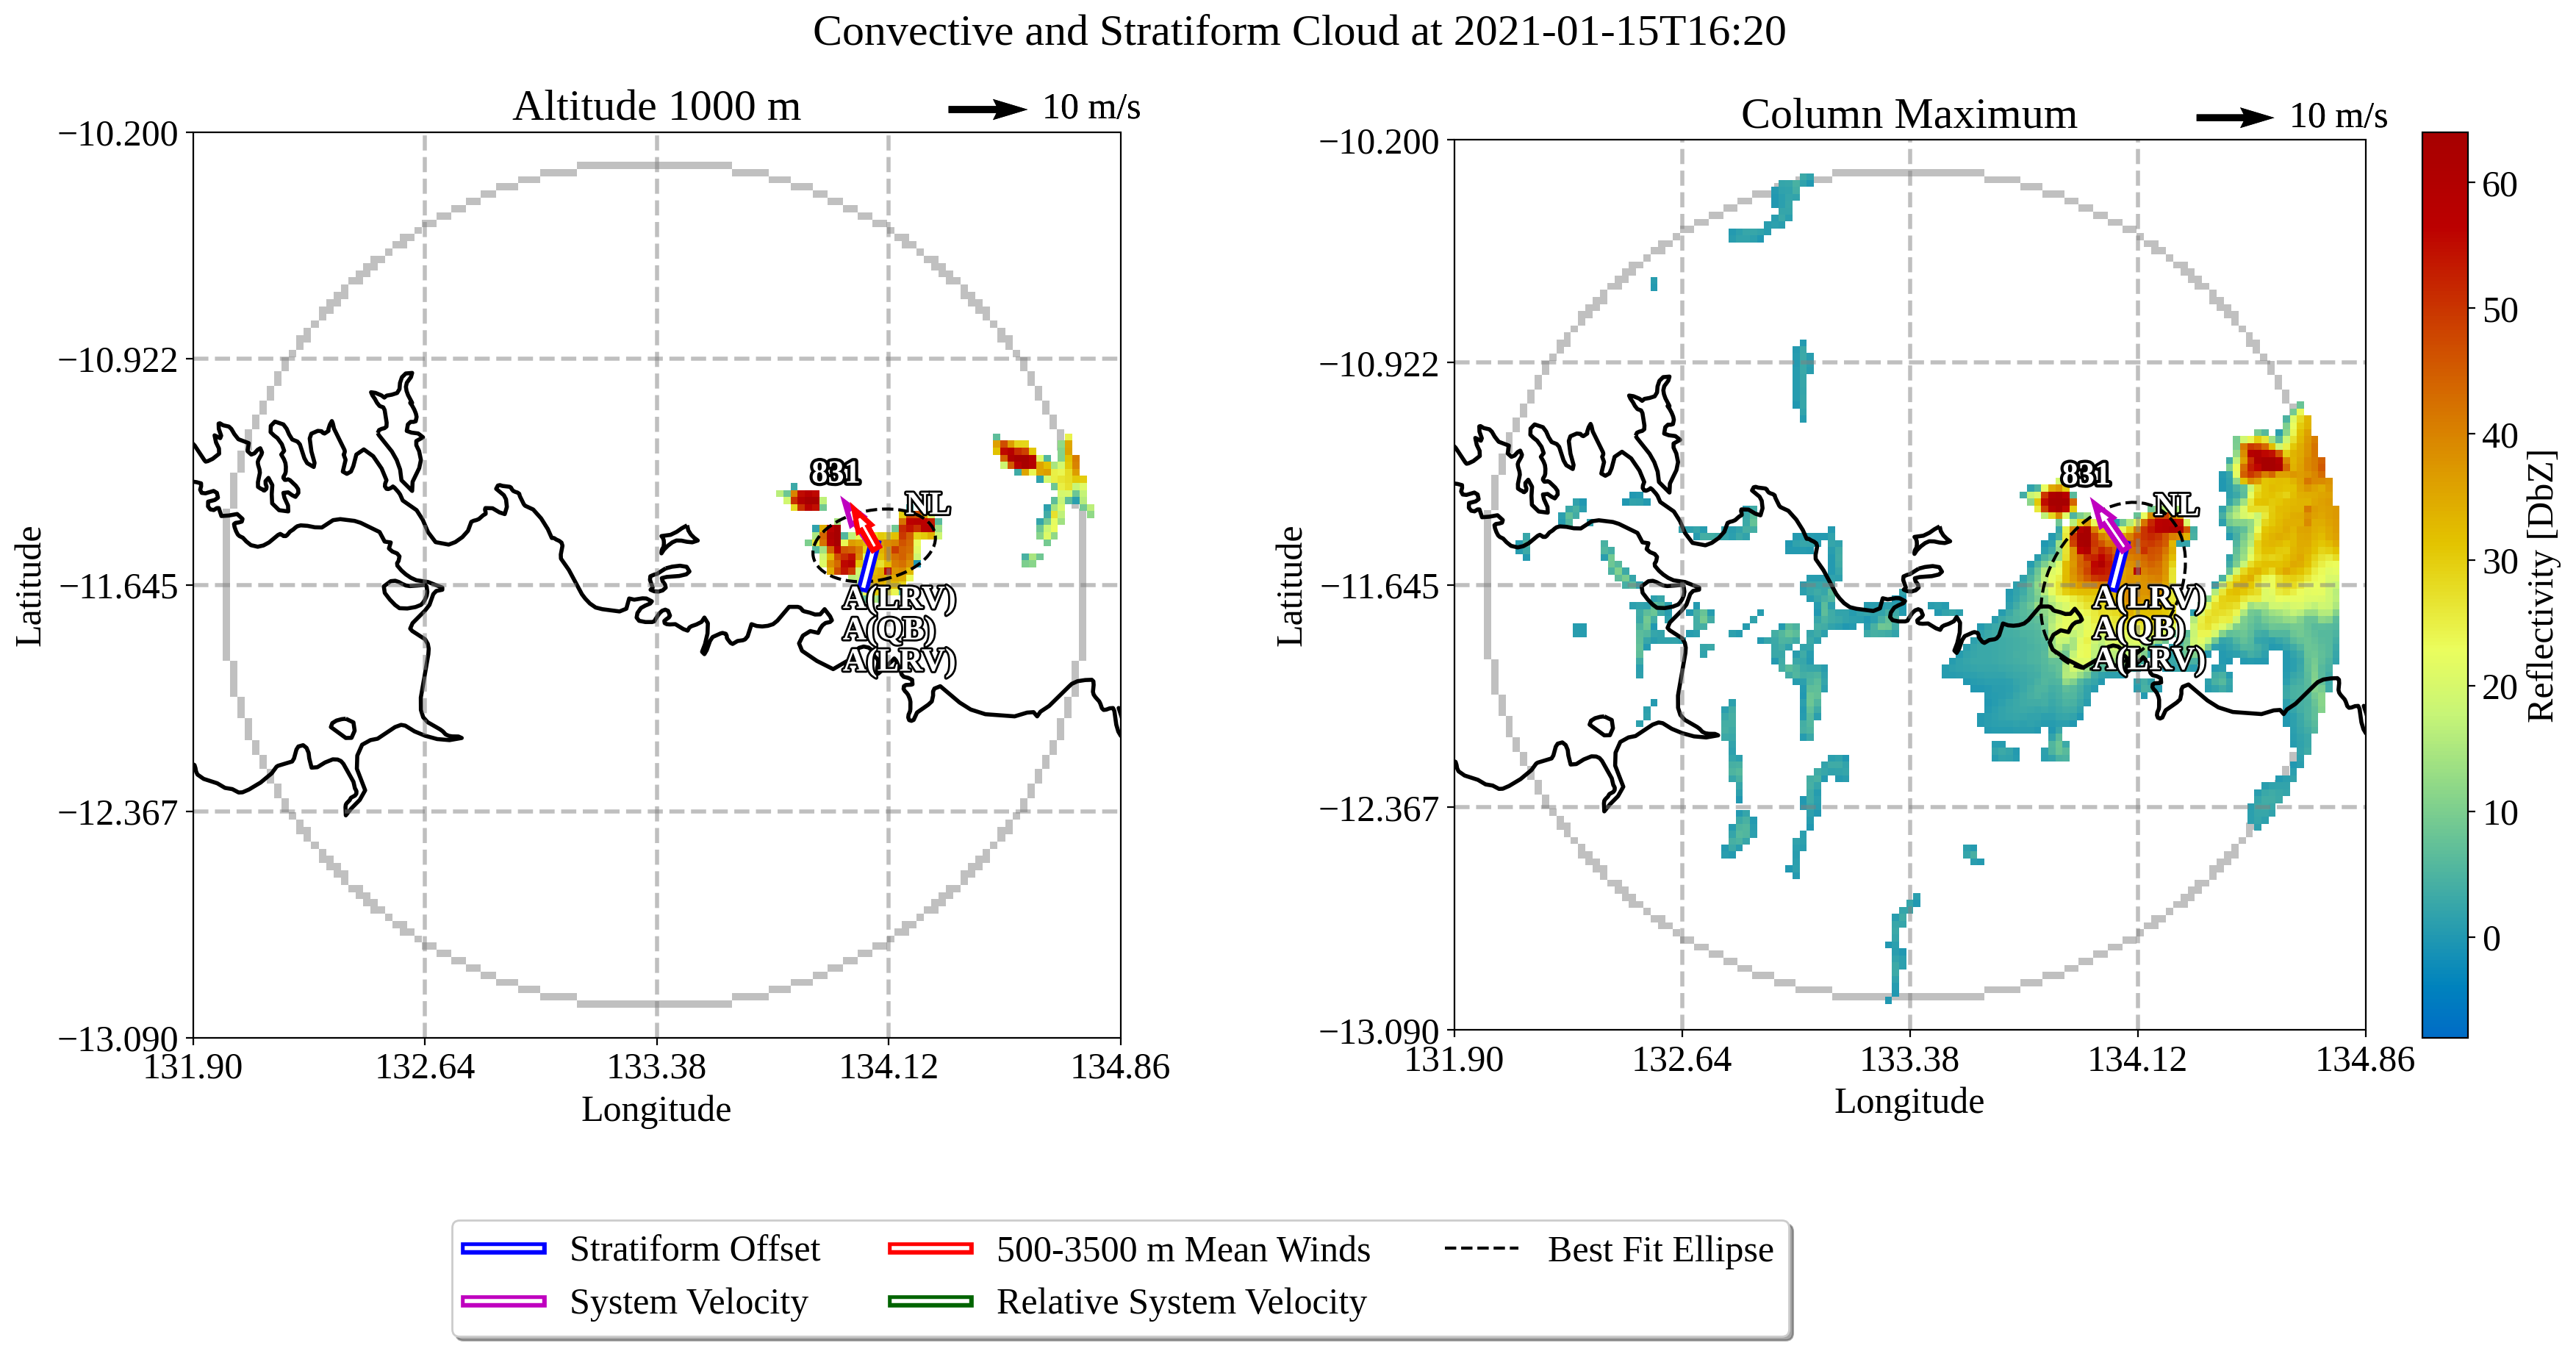 Convective and Stratiform Cloud at 2021-01-15T16:20
Altitude 1000 m
10 m/s
−10.200
−10.922
−11.645
−12.367
−13.090
131.90
132.64
133.38
134.12
134.86
Latitude
Longitude
831
NL
A(LRV)
A(QB)
A(LRV)
Column Maximum
10 m/s
−10.200
−10.922
−11.645
−12.367
−13.090
131.90
132.64
133.38
134.12
134.86
Latitude
Longitude
831
NL
A(LRV)
A(QB)
A(LRV)
60
50
40
30
20
10
0
Reflectivity [DbZ]
Stratiform Offset
System Velocity
500-3500 m Mean Winds
Relative System Velocity
Best Fit Ellipse